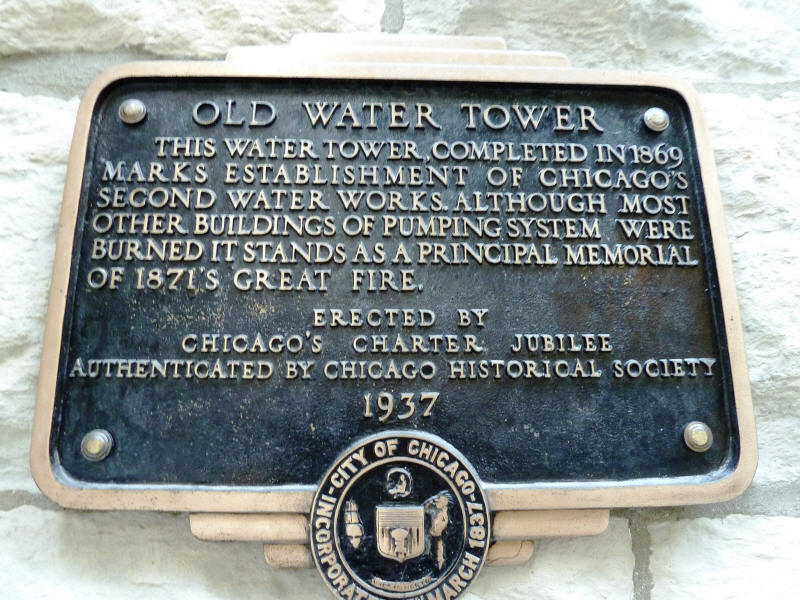 OLD WATER TOWER
THIS WATER TOWER, COMPLETED IN 1869
MARKS ESTABLISHMENT OF CHICAGO'S
SECOND WATER WORKS. ALTHOUGH MOST
OTHER BUILDINGS OF PUMPING SYSTEM WERE
BURNED IT STANDS AS A PRINCIPAL MEMORIAL
OF 1871'S GREAT FIRE.
ERECTED BY
CHICAGO'S CHARTER JUBILEE
AUTHENTICATED BY CHICAGO HISTORICAL SOCIETY
1937
CITY OF CHICAGO
MARCH 1837